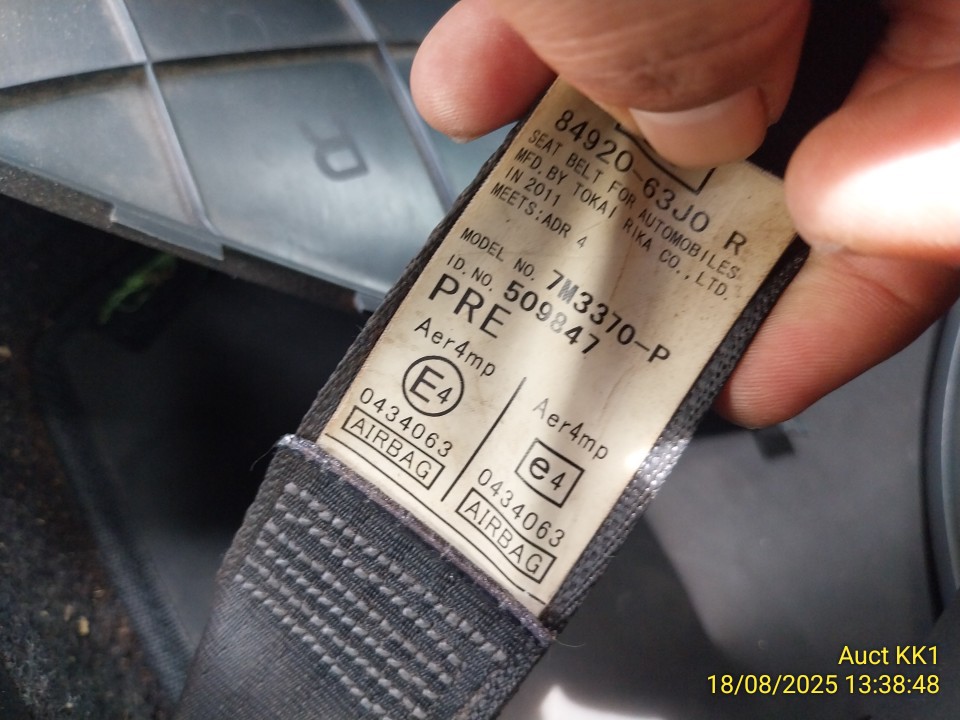 84920-63J0 R
SEAT BELT FOR AUTOMOBILES
MFD. BY TOKAI RIKA CO., LTD.
IN 2011
MEETS:ADR 4
MODEL NO. 7M3370-P
ID. NO. 509847
PRE
Aer4mp
E4
0434063
AIRBAG
Aer4mp
e4
0434063
AIRBAG
Auct KK1
18/08/2025 13:38:48